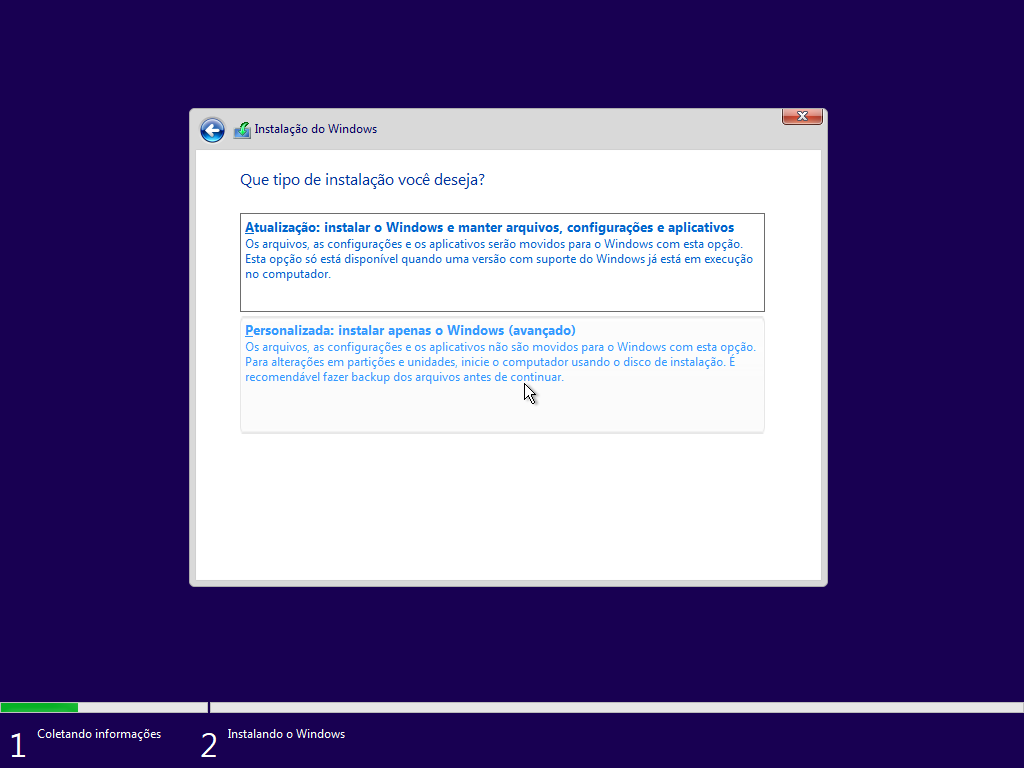 Instalação do Windows
Que tipo de instalação você deseja?
Atualização: instalar o Windows e manter arquivos, configurações e aplicativos
Os arquivos, as configurações e os aplicativos serão movidos para o Windows com esta opção.
Esta opção só está disponível quando uma versão com suporte do Windows já está em execução
no computador.
Personalizada: instalar apenas o Windows (avançado)
Os arquivos, as configurações e os aplicativos não são movidos para o Windows com esta opção.
Para alterações em partições e unidades, inicie o computador usando o disco de instalação. É
recomendável fazer backup dos arquivos antes de continuar.
1 Coletando informações
2 Instalando o Windows